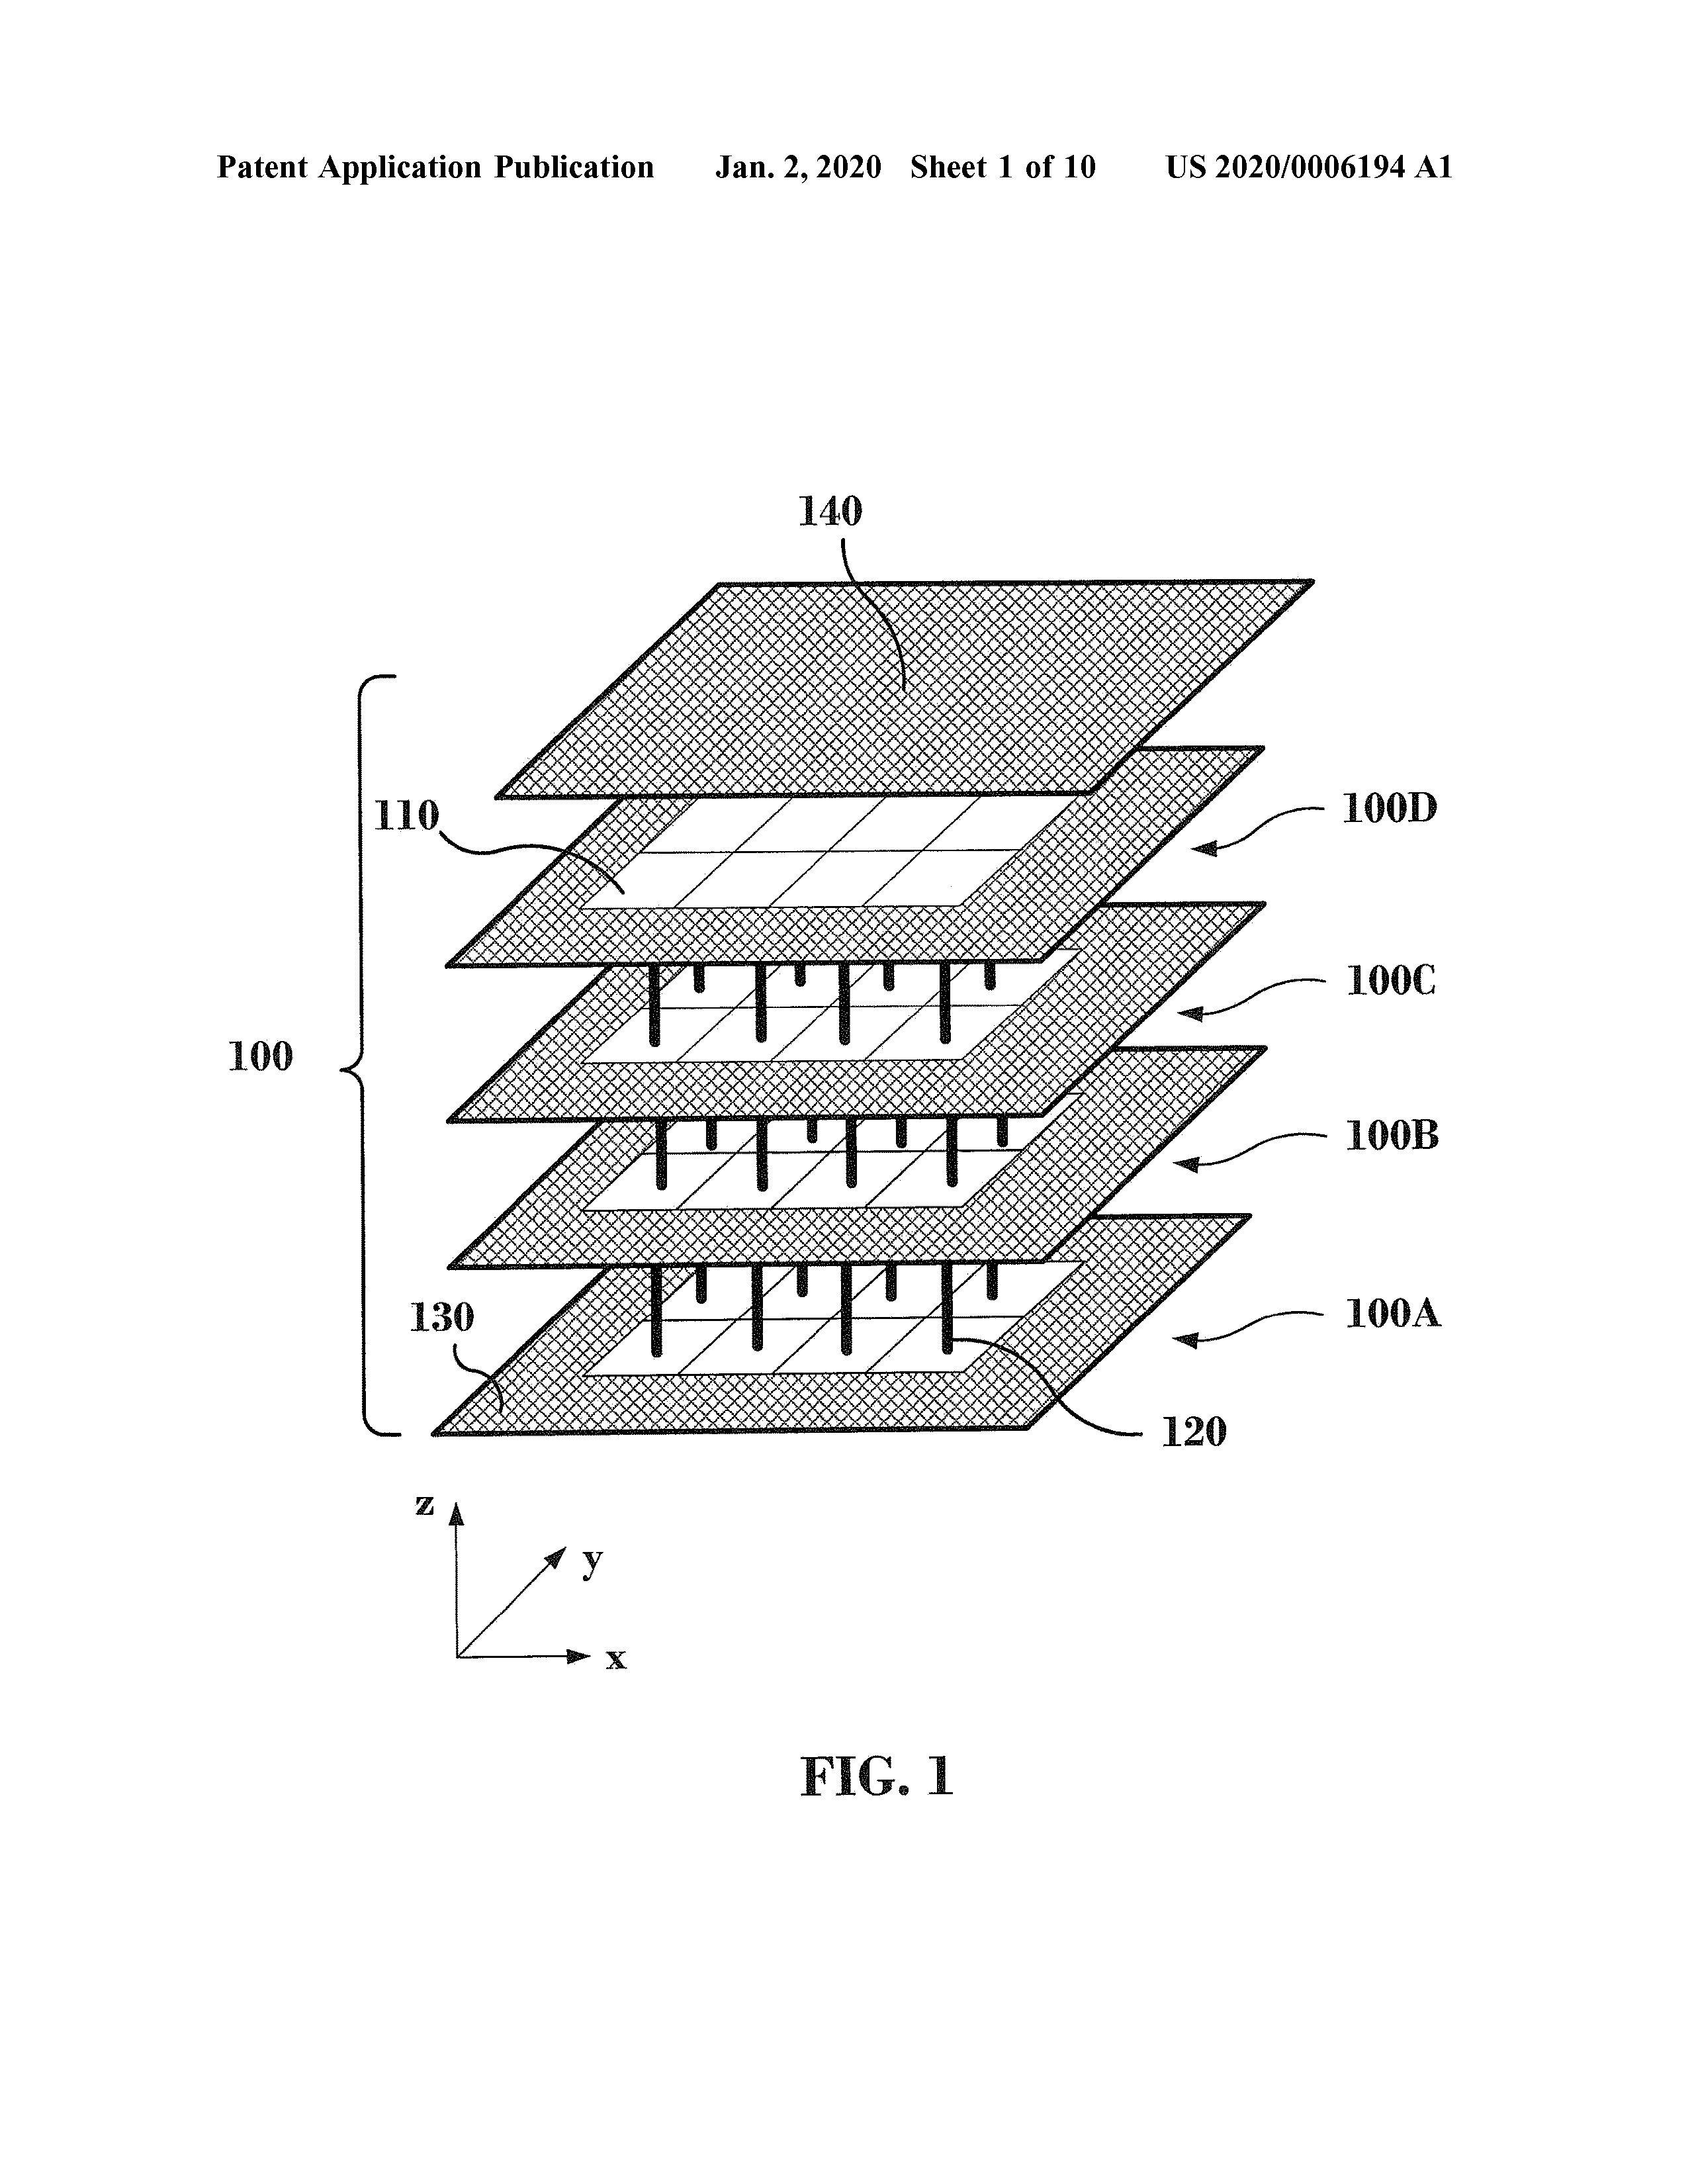 Patent Application Publication Jan. 2, 2020 Sheet 1 of 10 US 2020/0006194 A1
140
110
100D
100C
100
100B
130
100A
120
z
y
x
FIG. 1